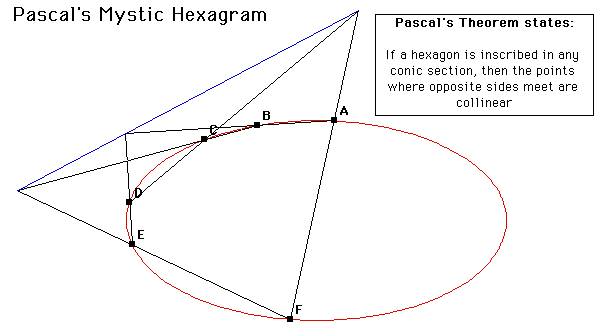 Pascal's Mystic Hexagram
Pascal's Theorem states:
If a hexagon is inscribed in any
conic section, then the points
where opposite sides meet are
collinear
A
B
C
D
E
F